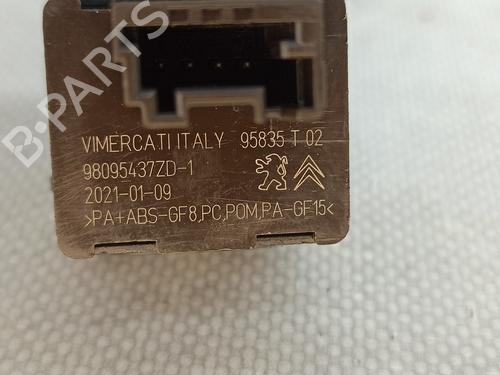 B-PARTS
VIMERCATI ITALY 95835 T 02
98095437ZD-1
2021-01-09
>PA+ABS-GF8,PC,POM,PA-GF15<